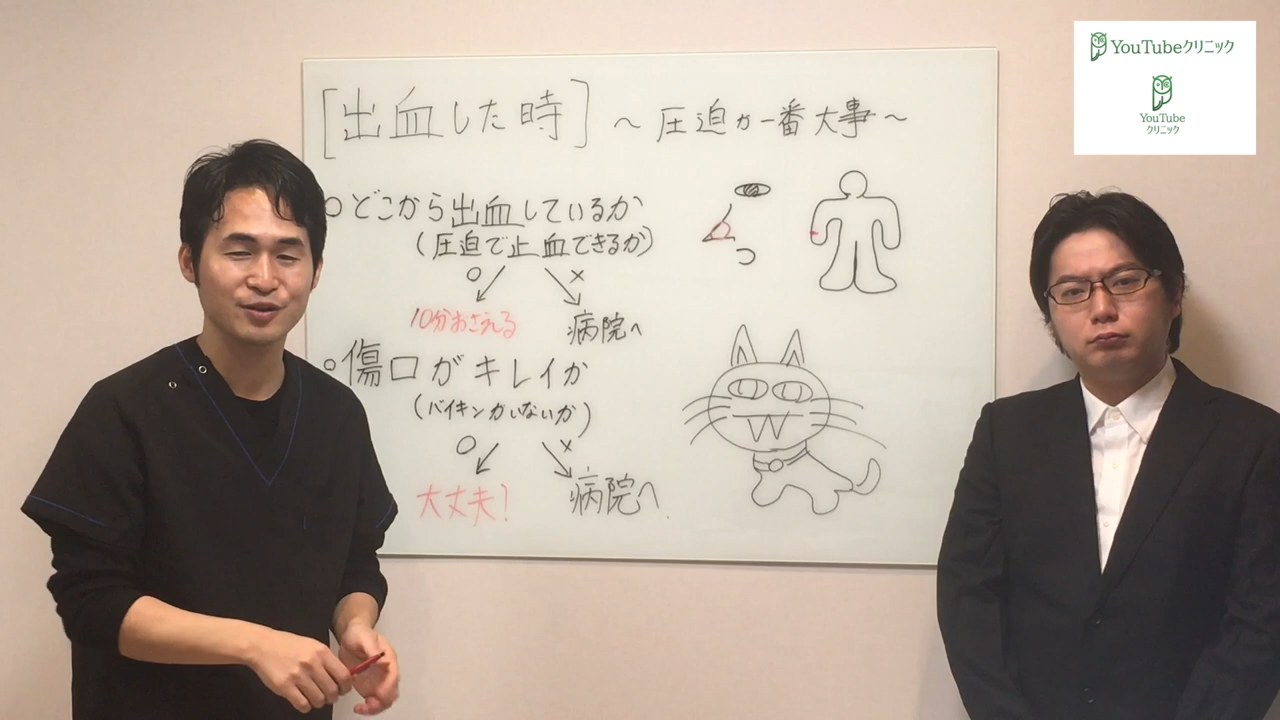 [出血した時] ～圧迫が一番大事～
○どこから出血しているか
(圧迫で止血できるか)
○ ×
10分おさえる 病院へ
○傷口がキレイか
(バイキンがいないか)
○ ×
大丈夫! 病院へ
YouTubeクリニック
YouTube
クリニック